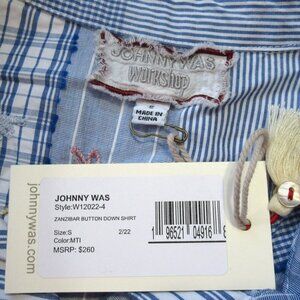 JOHNNY WAS
Workshop
S
MADE IN
CHINA
johnnywas.com
JOHNNY WAS
Style:W12022-4
ZANZIBAR BUTTON DOWN SHIRT
Size:S 2/22
Color:MTI
MSRP: $260
1 96521 04916 8